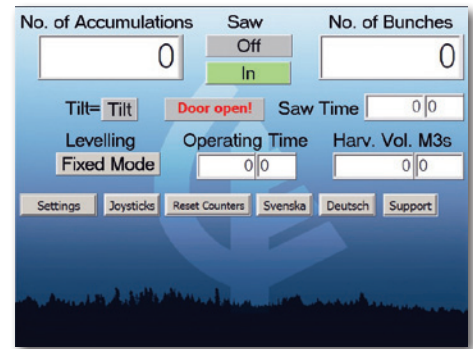 No. of Accumulations Saw No. of Bunches
0 Off 0
In
Tilt= Tilt Door open! Saw Time 0 0
Levelling Operating Time Harv. Vol. M3s
Fixed Mode 0 0 0 0
Settings Joysticks Reset Counters Svenska Deutsch Support